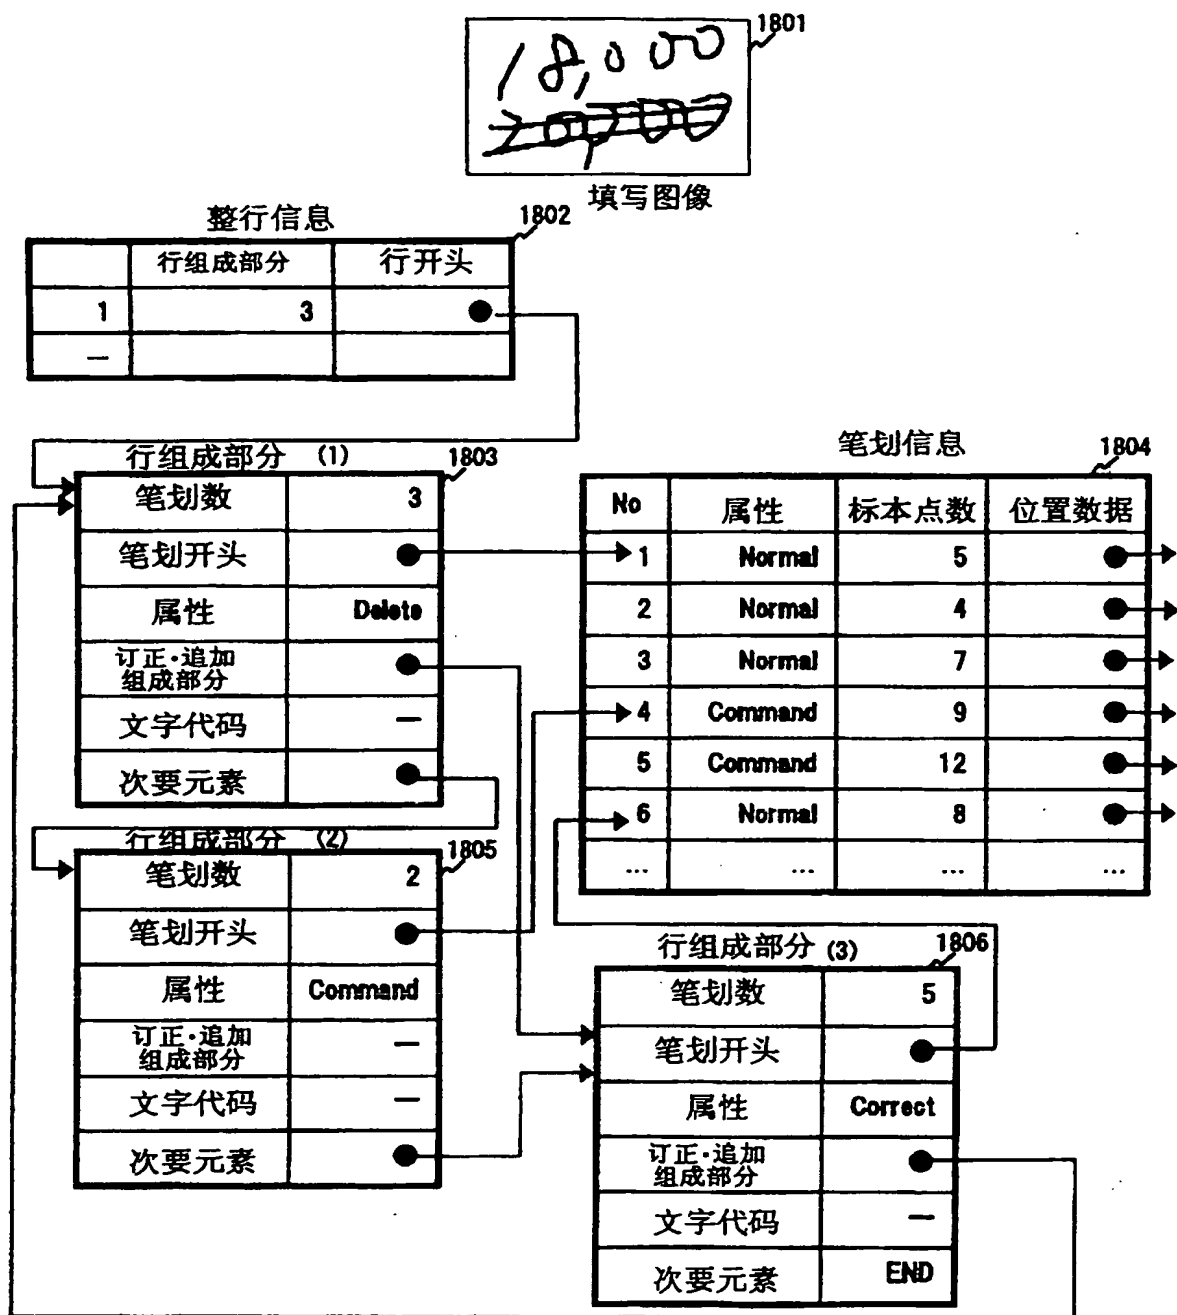 1801
18,000
填写图像
整行信息 1802
行组成部分 行开头
1 3
—
行组成部分 (1) 1803
笔划数 3
笔划开头
属性 Delete
订正·追加
组成部分
文字代码 —
次要元素
笔划信息 1804
No 属性 标本点数 位置数据
1 Normal 5
2 Normal 4
3 Normal 7
4 Command 9
5 Command 12
6 Normal 8
... ... ... ...
行组成部分 (2) 1805
笔划数 2
笔划开头
属性 Command
订正·追加
组成部分 —
文字代码 —
次要元素
行组成部分 (3) 1806
笔划数 5
笔划开头
属性 Correct
订正·追加
组成部分
文字代码 —
次要元素 END